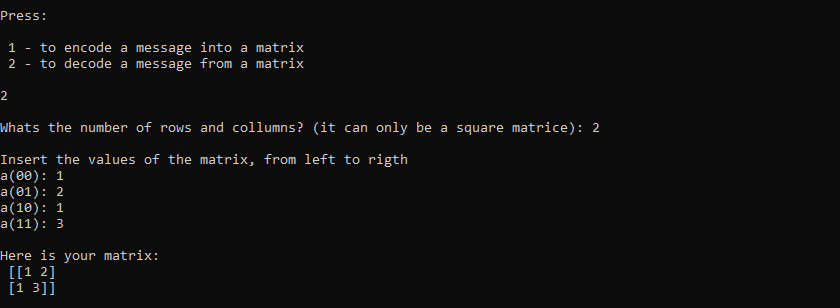 Press:
1 - to encode a message into a matrix
2 - to decode a message from a matrix
2
Whats the number of rows and collumns? (it can only be a square matrice): 2
Insert the values of the matrix, from left to rigth
a(00): 1
a(01): 2
a(10): 1
a(11): 3
Here is your matrix:
[[1 2]
[1 3]]